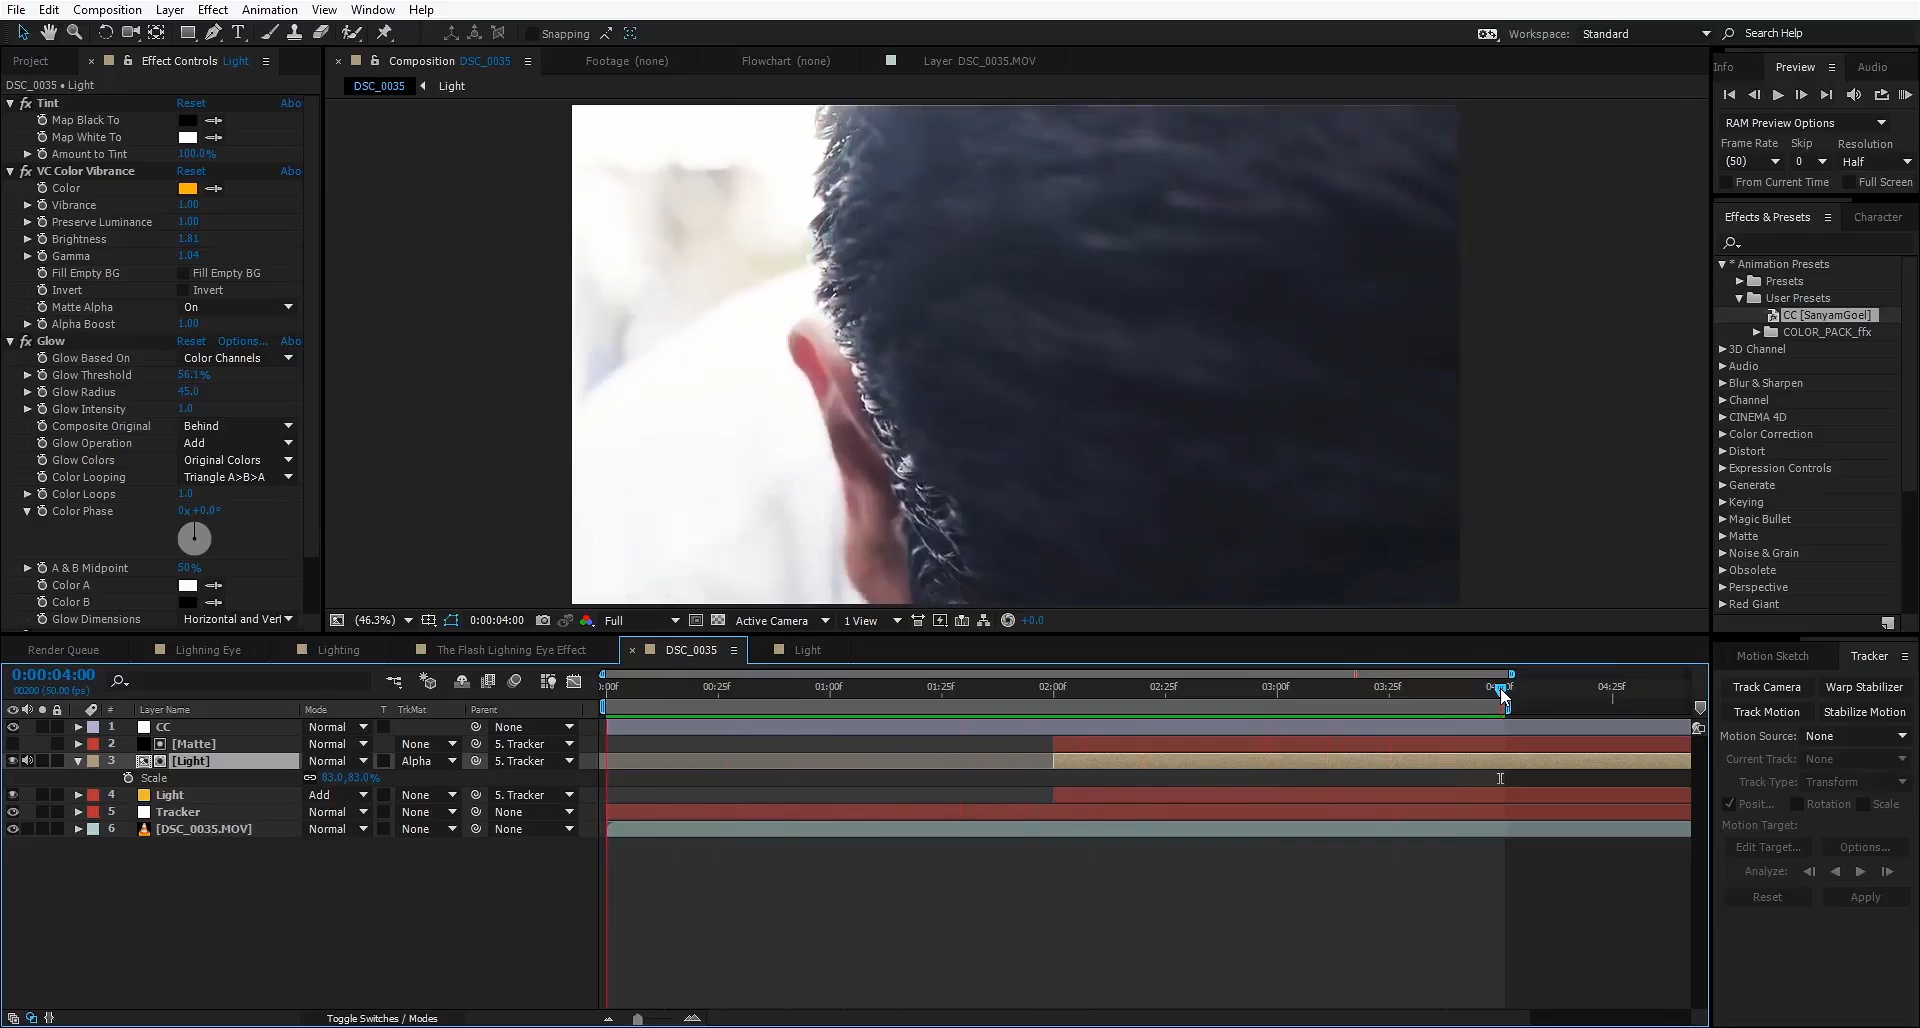 File Edit Composition Layer Effect Animation View Window Help
Snapping Workspace: Standard Search Help
Project × Effect Controls Light Composition DSC_0035 Footage (none) Flowchart (none) Layer DSC_0035.MOV Info Preview Audio
DSC_0035 • Light DSC_0035 Light
Tint Reset Abo
Map Black To
Map White To
Amount to Tint 100.0%
VC Color Vibrance Reset Abo
Color
Vibrance 1.00
Preserve Luminance 1.00
Brightness 1.81
Gamma 1.04
Fill Empty BG Fill Empty BG
Invert Invert
Matte Alpha On
Alpha Boost 1.00
Glow Reset Options... Abo
Glow Based On Color Channels
Glow Threshold 56.1%
Glow Radius 45.0
Glow Intensity 1.0
Composite Original Behind
Glow Operation Add
Glow Colors Original Colors
Color Looping Triangle A>B>A
Color Loops 1.0
Color Phase 0x+0.0°
A & B Midpoint 50%
Color A
Color B
Glow Dimensions Horizontal and Vert
(46.3%) 0:00:04:00 Full Active Camera 1 View +0.0
RAM Preview Options
Frame Rate Skip Resolution
(50) 0 Half
From Current Time Full Screen
Effects & Presets Character
* Animation Presets
Presets
User Presets
CC [SanyamGoel]
COLOR_PACK_ffx
3D Channel
Audio
Blur & Sharpen
Channel
CINEMA 4D
Color Correction
Distort
Expression Controls
Generate
Keying
Magic Bullet
Matte
Noise & Grain
Obsolete
Perspective
Red Giant
Render Queue Lighning Eye Lighting The Flash Lighning Eye Effect × DSC_0035 Light
0:00:04:00
00200 (50.00 fps)
00:25f 01:00f 01:25f 02:00f 02:25f 03:00f 03:25f 04:25f
# Layer Name Mode T TrkMat Parent
1 CC Normal None
2 [Matte] Normal None 5. Tracker
3 [Light] Normal Alpha 5. Tracker
Scale 83.0,83.0%
4 Light Add None 5. Tracker
5 Tracker Normal None None
6 [DSC_0035.MOV] Normal None None
Toggle Switches / Modes
Motion Sketch Tracker
Track Camera Warp Stabilizer
Track Motion Stabilize Motion
Motion Source: None
Current Track: None
Track Type: Transform
Posit... Rotation Scale
Motion Target:
Edit Target... Options...
Analyze:
Reset Apply